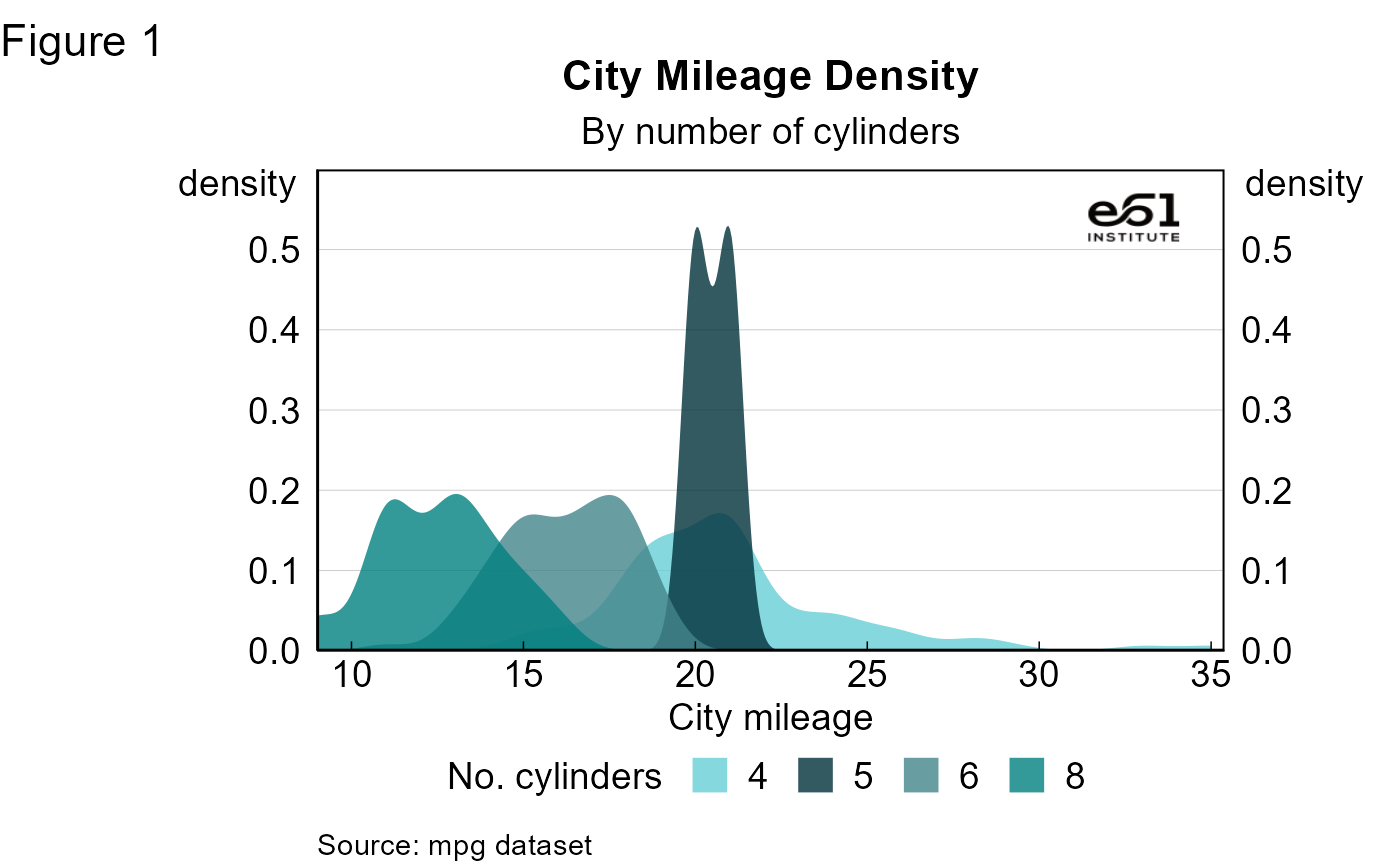 Figure 1
City Mileage Density
By number of cylinders
density density
e61
INSTITUTE
0.5 0.5
0.4 0.4
0.3 0.3
0.2 0.2
0.1 0.1
0.0 0.0
10 15 20 25 30 35
City mileage
No. cylinders 4 5 6 8
Source: mpg dataset